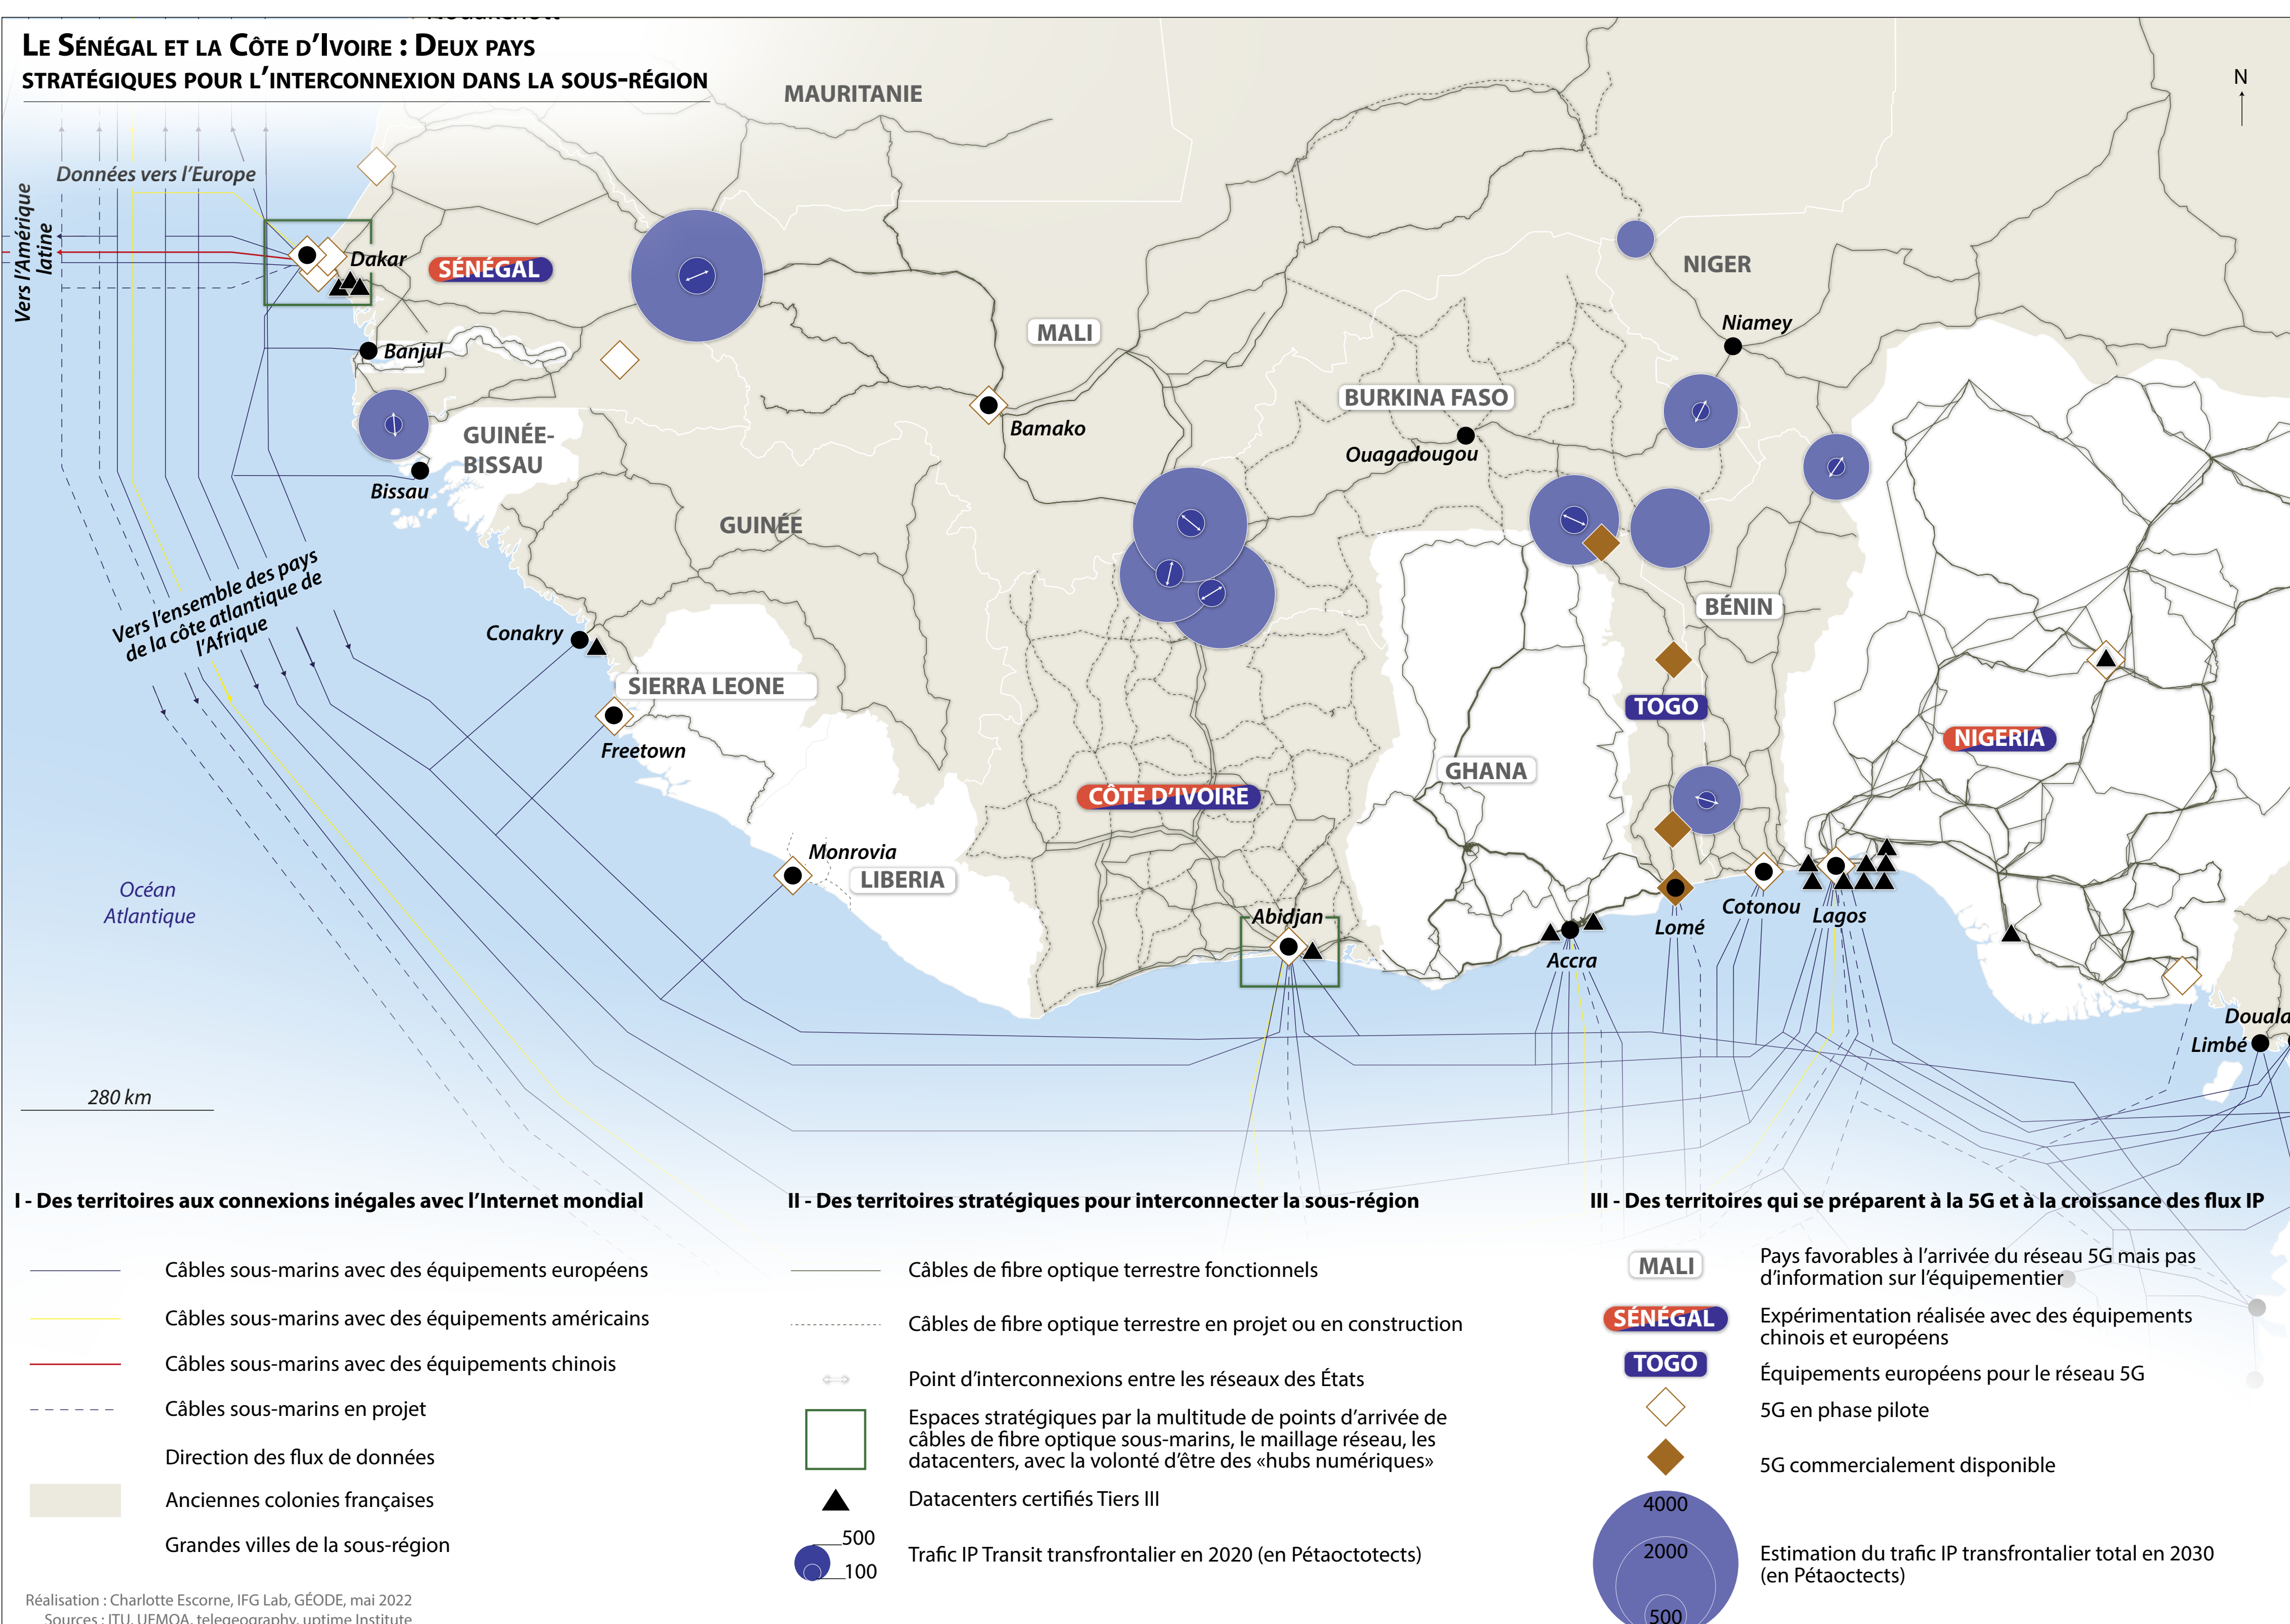 Le Sénégal et la Côte d'Ivoire : Deux pays
stratégiques pour l'interconnexion dans la sous-région
N
MAURITANIE
Données vers l'Europe
Vers l'Amérique
latine
Dakar
SÉNÉGAL
NIGER
Niamey
MALI
Banjul
BURKINA FASO
Bamako
GUINÉE-
BISSAU
Ouagadougou
Bissau
GUINÉE
Vers l'ensemble des pays
de la côte atlantique de
l'Afrique
BÉNIN
Conakry
SIERRA LEONE
TOGO
Freetown
NIGERIA
GHANA
CÔTE D'IVOIRE
Monrovia
LIBERIA
Océan
Atlantique
Abidjan
Cotonou
Lagos
Lomé
Accra
Douala
Limbé
280 km
I - Des territoires aux connexions inégales avec l'Internet mondial
Câbles sous-marins avec des équipements européens
Câbles sous-marins avec des équipements américains
Câbles sous-marins avec des équipements chinois
Câbles sous-marins en projet
Direction des flux de données
Anciennes colonies françaises
Grandes villes de la sous-région
Réalisation : Charlotte Escorne, IFG Lab, GÉODE, mai 2022
Sources : ITU, UEMOA, telegeography, uptime Institute
II - Des territoires stratégiques pour interconnecter la sous-région
Câbles de fibre optique terrestre fonctionnels
Câbles de fibre optique terrestre en projet ou en construction
Point d'interconnexions entre les réseaux des États
Espaces stratégiques par la multitude de points d'arrivée de
câbles de fibre optique sous-marins, le maillage réseau, les
datacenters, avec la volonté d'être des «hubs numériques»
Datacenters certifiés Tiers III
500
100
Trafic IP Transit transfrontalier en 2020 (en Pétaoctotects)
III - Des territoires qui se préparent à la 5G et à la croissance des flux IP
MALI
Pays favorables à l'arrivée du réseau 5G mais pas
d'information sur l'équipementier
SÉNÉGAL
Expérimentation réalisée avec des équipements
chinois et européens
TOGO
Équipements européens pour le réseau 5G
5G en phase pilote
5G commercialement disponible
4000
2000
500
Estimation du trafic IP transfrontalier total en 2030
(en Pétaoctects)